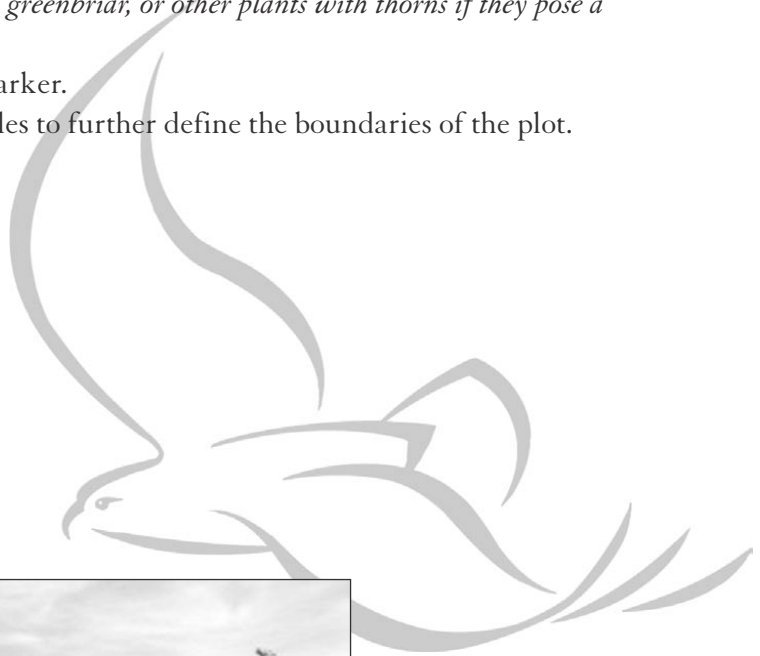 greenbriar, or other plants with thorns if they pose a
arker.
les to further define the boundaries of the plot.